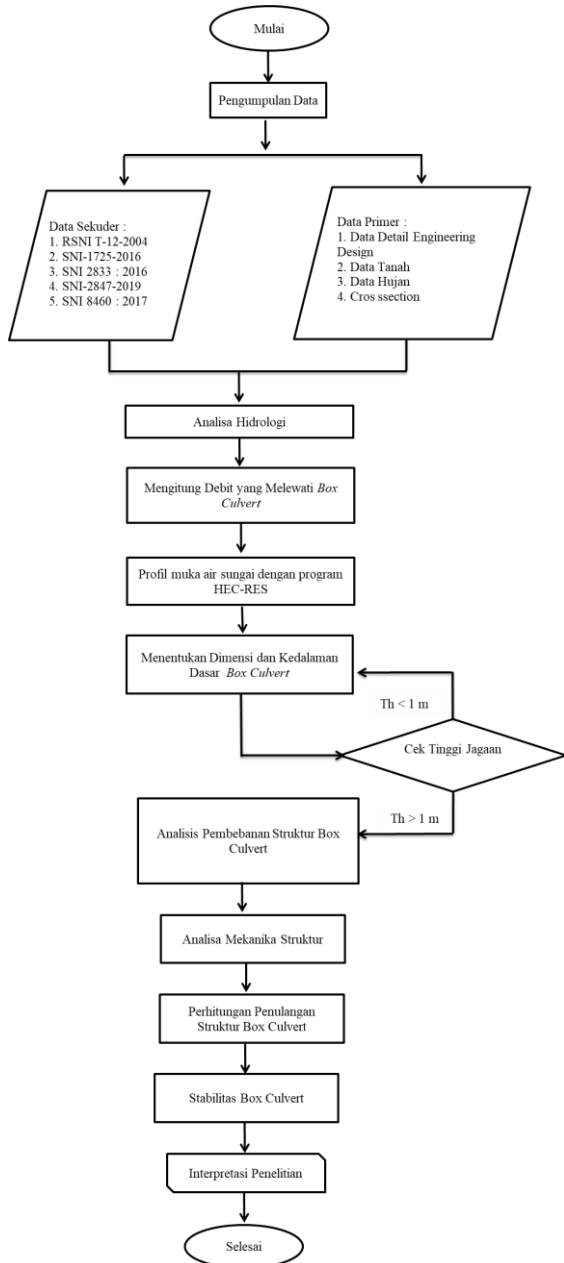 Mulai
Pengumpulan Data
Data Sekuder :
1. RSNI T-12-2004
2. SNI-1725-2016
3. SNI 2833 : 2016
4. SNI-2847-2019
5. SNI 8460 : 2017
Data Primer :
1. Data Detail Engineering
Design
2. Data Tanah
3. Data Hujan
4. Cros ssection
Analisa Hidrologi
Mengitung Debit yang Melewati Box
Culvert
Profil muka air sungai dengan program
HEC-RES
Menentukan Dimensi dan Kedalaman
Dasar Box Culvert
Th < 1 m
Cek Tinggi Jagaan
Th > 1 m
Analisis Pembebanan Struktur Box
Culvert
Analisa Mekanika Struktur
Perhitungan Penulangan
Struktur Box Culvert
Stabilitas Box Culvert
Interpretasi Penelitian
Selesai